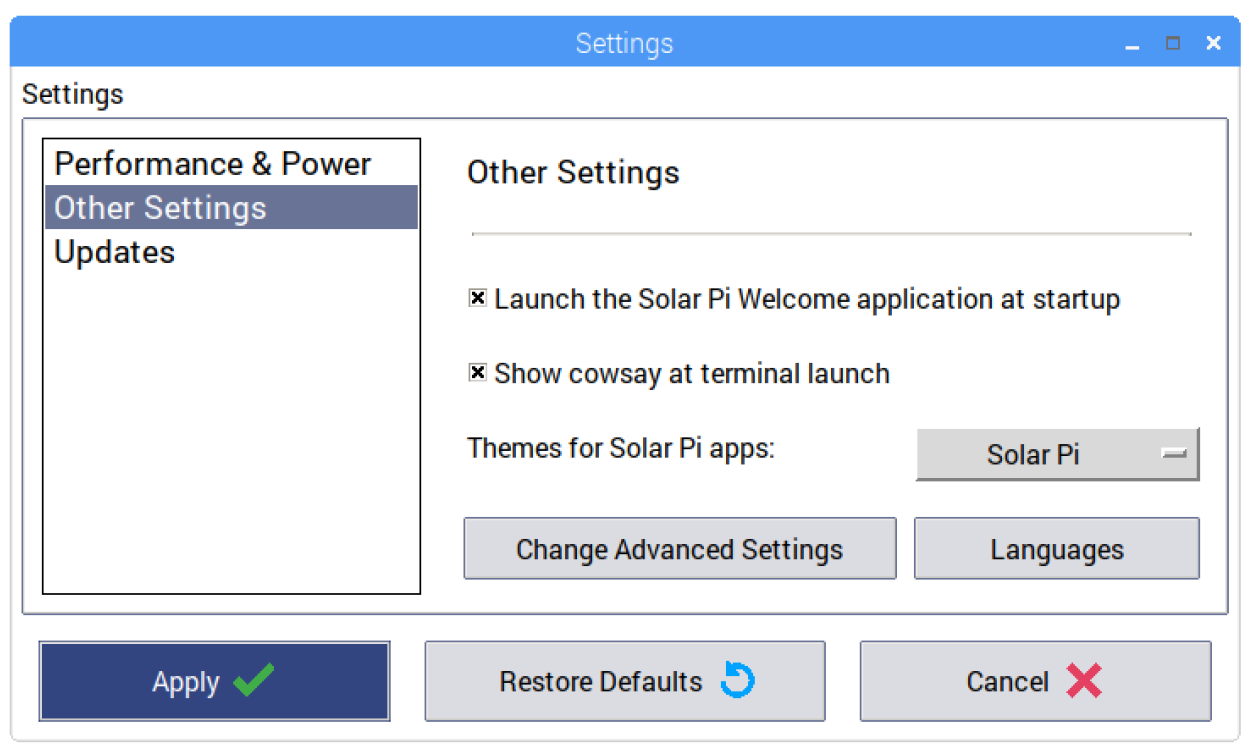 Settings
Settings
Performance & Power
Other Settings
Updates
Other Settings
Launch the Solar Pi Welcome application at startup
Show cowsay at terminal launch
Themes for Solar Pi apps:
Solar Pi
Change Advanced Settings
Languages
Apply
Restore Defaults
Cancel